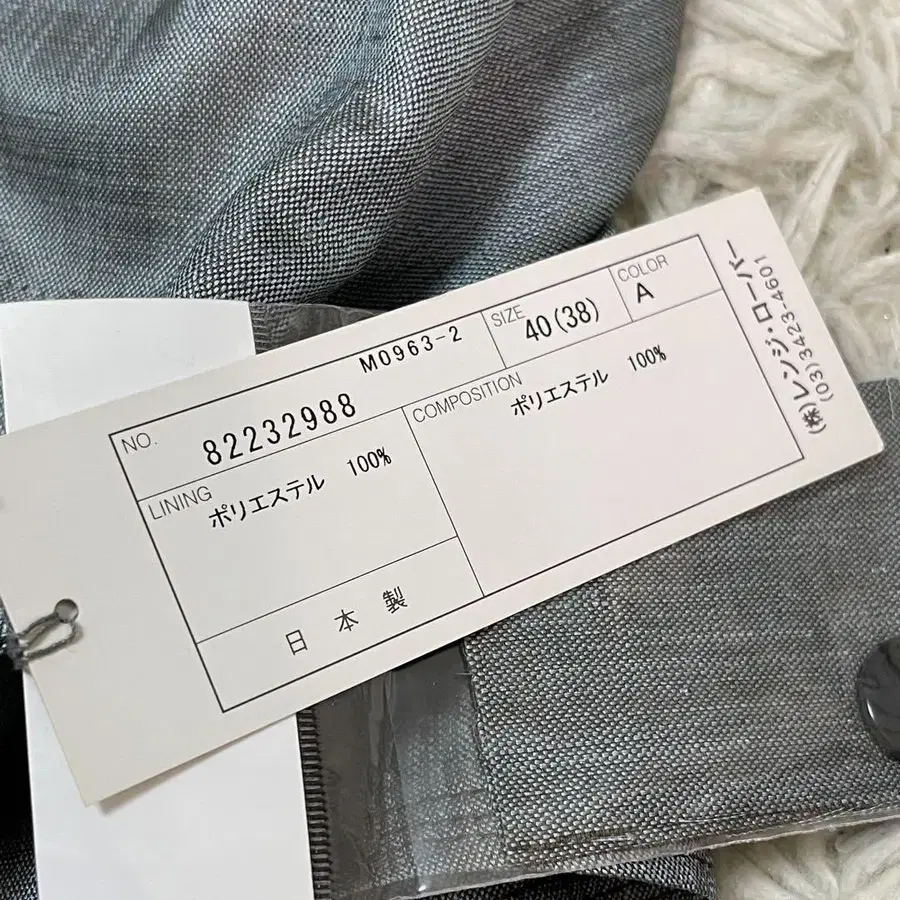 M0963-2
NO.
82232988
SIZE
40(38)
COLOR
A
LINING
ポリエステル 100%
COMPOSITION
ポリエステル 100%
日本製
(株)レンジ・ローバー
(03)3423-4601